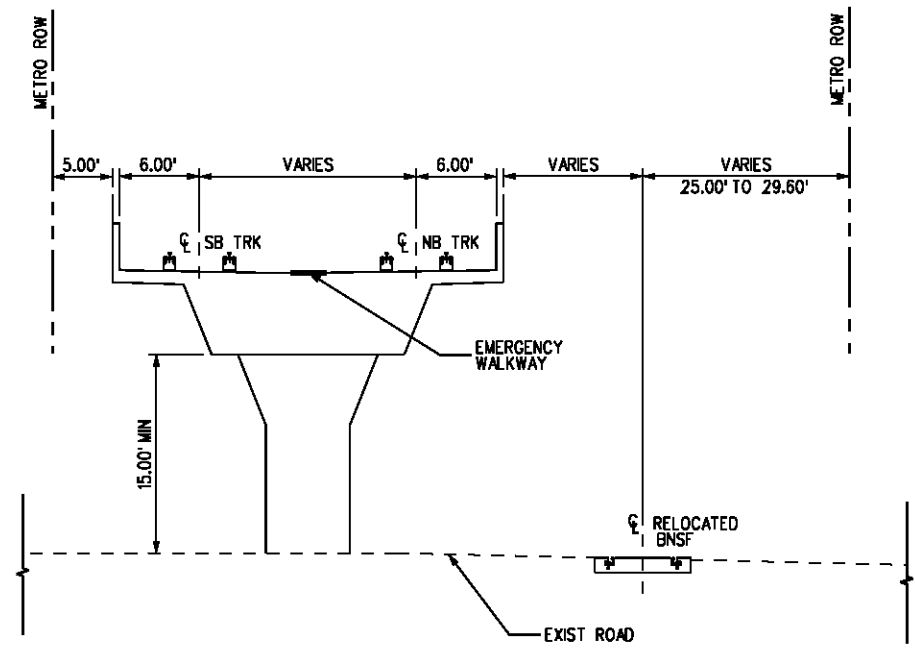 METRO ROW
METRO ROW
5.00'
6.00'
VARIES
6.00'
VARIES
VARIES
25.00' TO 29.60'
℄ SB TRK
℄ NB TRK
EMERGENCY
WALKWAY
15.00' MIN
℄ RELOCATED
BNSF
EXIST ROAD